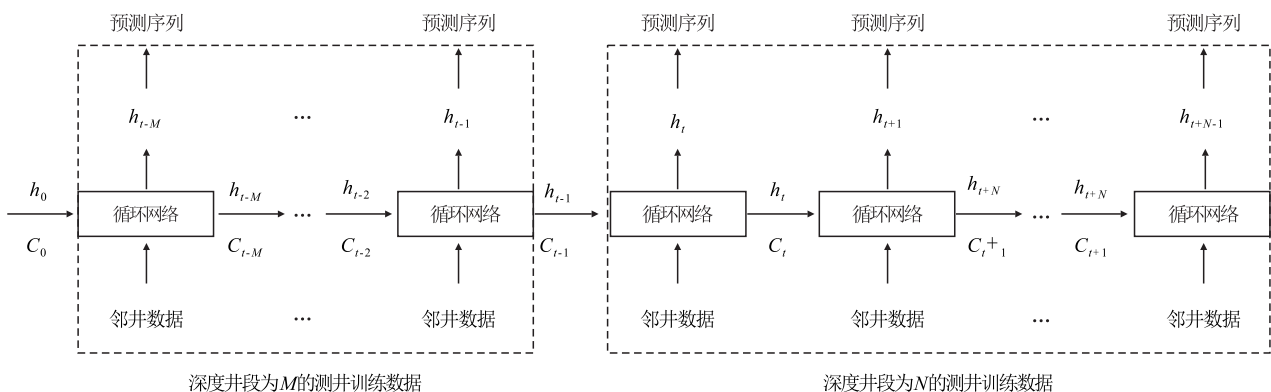 预测序列 预测序列 预测序列 预测序列 预测序列
h_{t-M} ... h_{t-1} h_t h_{t+1} ... h_{t+N-1}
h_0 h_{t-M} h_{t-2} h_{t-1} h_t h_{t+N} h_{t+N}
循环网络 ... 循环网络 循环网络 循环网络 ... 循环网络
C_0 C_{t-M} C_{t-2} C_{t-1} C_t C_t+_1 C_{t+1}
邻井数据 ... 邻井数据 邻井数据 邻井数据 ... 邻井数据
深度井段为M的测井训练数据 深度井段为N的测井训练数据